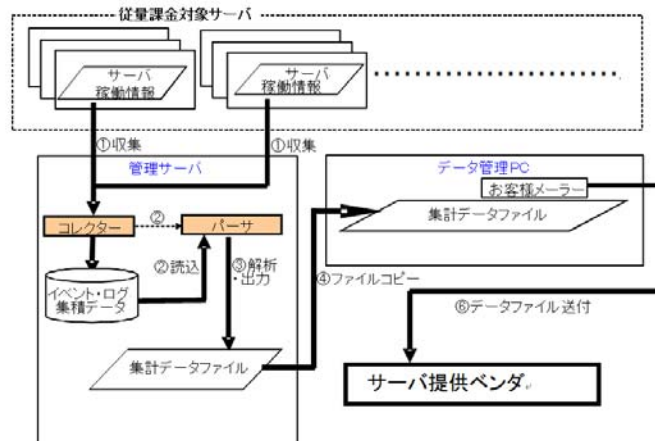 従量課金対象サーバ
サーバ
稼働情報
サーバ
稼働情報
①収集
①収集
管理サーバ
データ管理PC
お客様メーラー
集計データファイル
コレクター
②
パーサ
②読込
③解析
・出力
④ファイルコピー
イベント・ログ
集積データ
⑥データファイル送付
集計データファイル
サーバ提供ベンダ